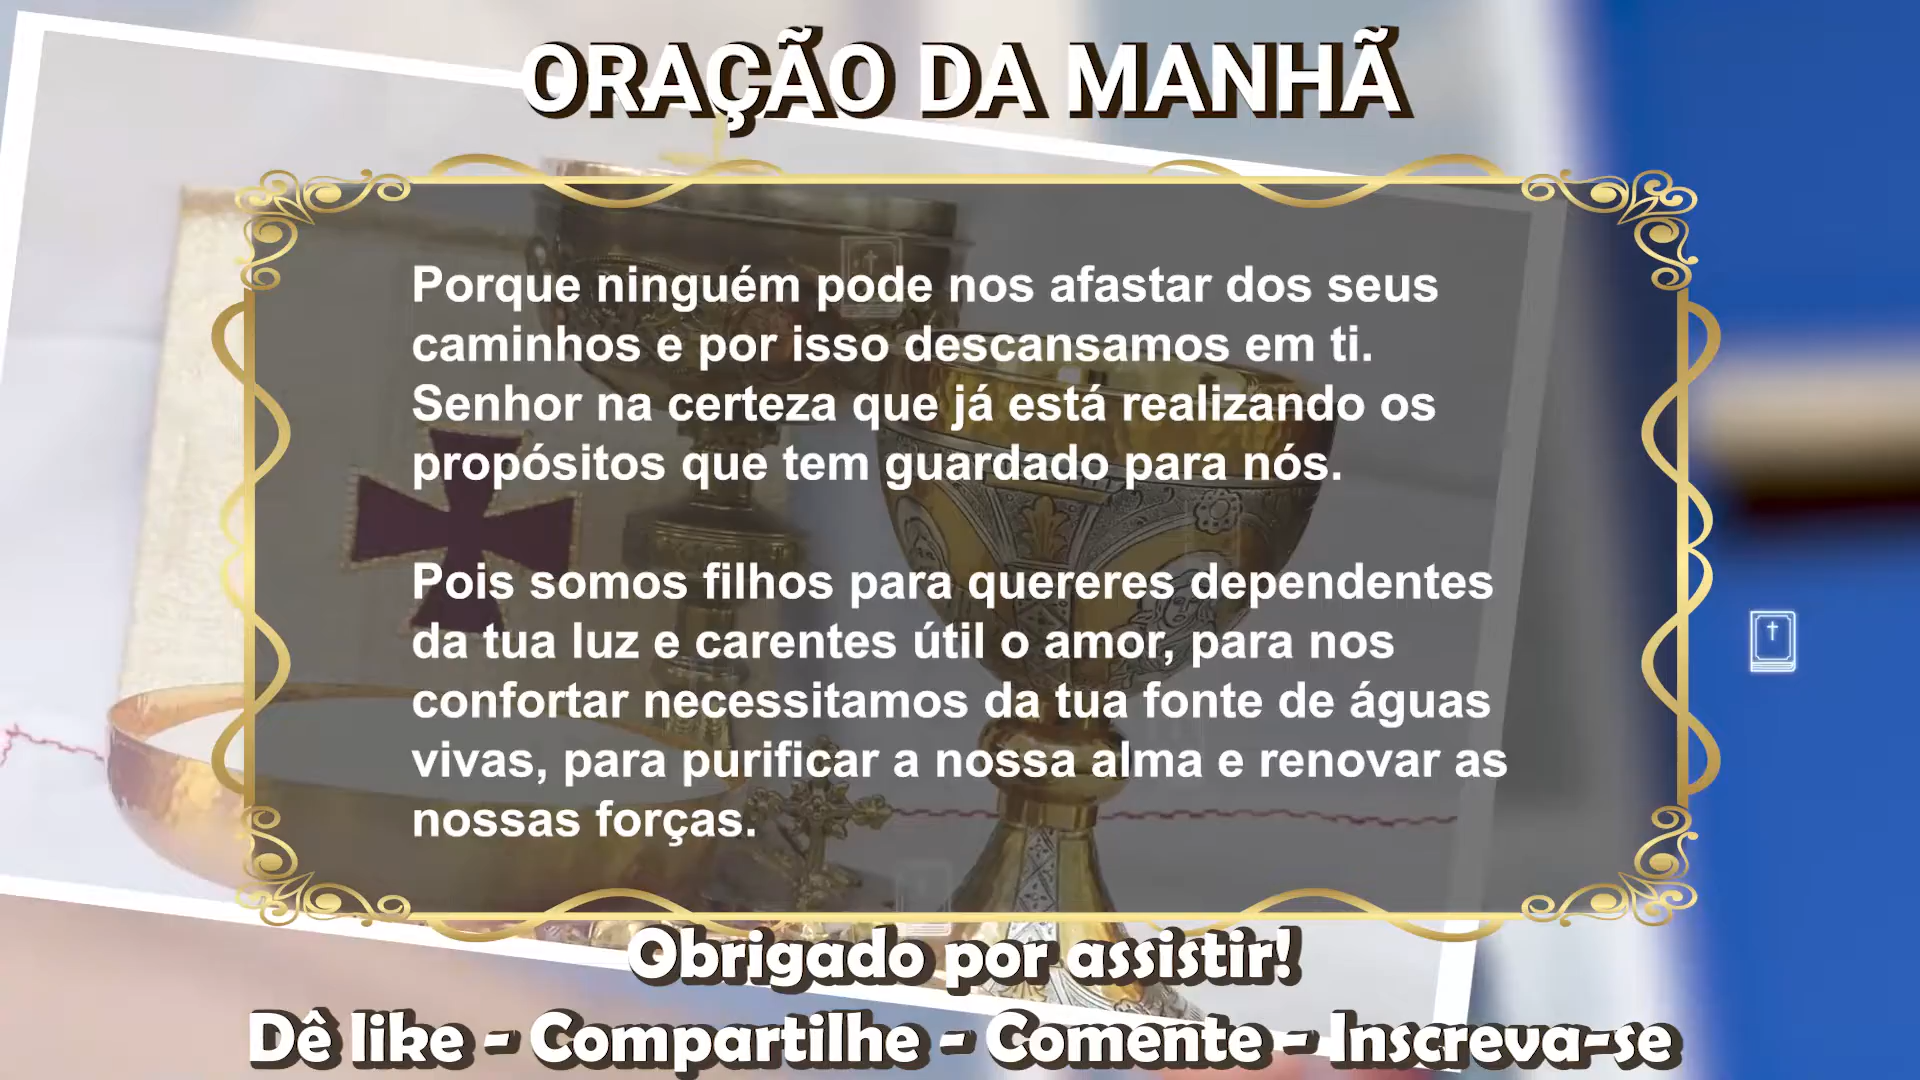 ORAÇÃO DA MANHÃ
Porque ninguém pode nos afastar dos seus
caminhos e por isso descansamos em ti.
Senhor na certeza que já está realizando os
propósitos que tem guardado para nós.
Pois somos filhos para quereres dependentes
da tua luz e carentes útil o amor, para nos
confortar necessitamos da tua fonte de águas
vivas, para purificar a nossa alma e renovar as
nossas forças.
Obrigado por assistir!
Dê like - Compartilhe - Comente - Inscreva-se